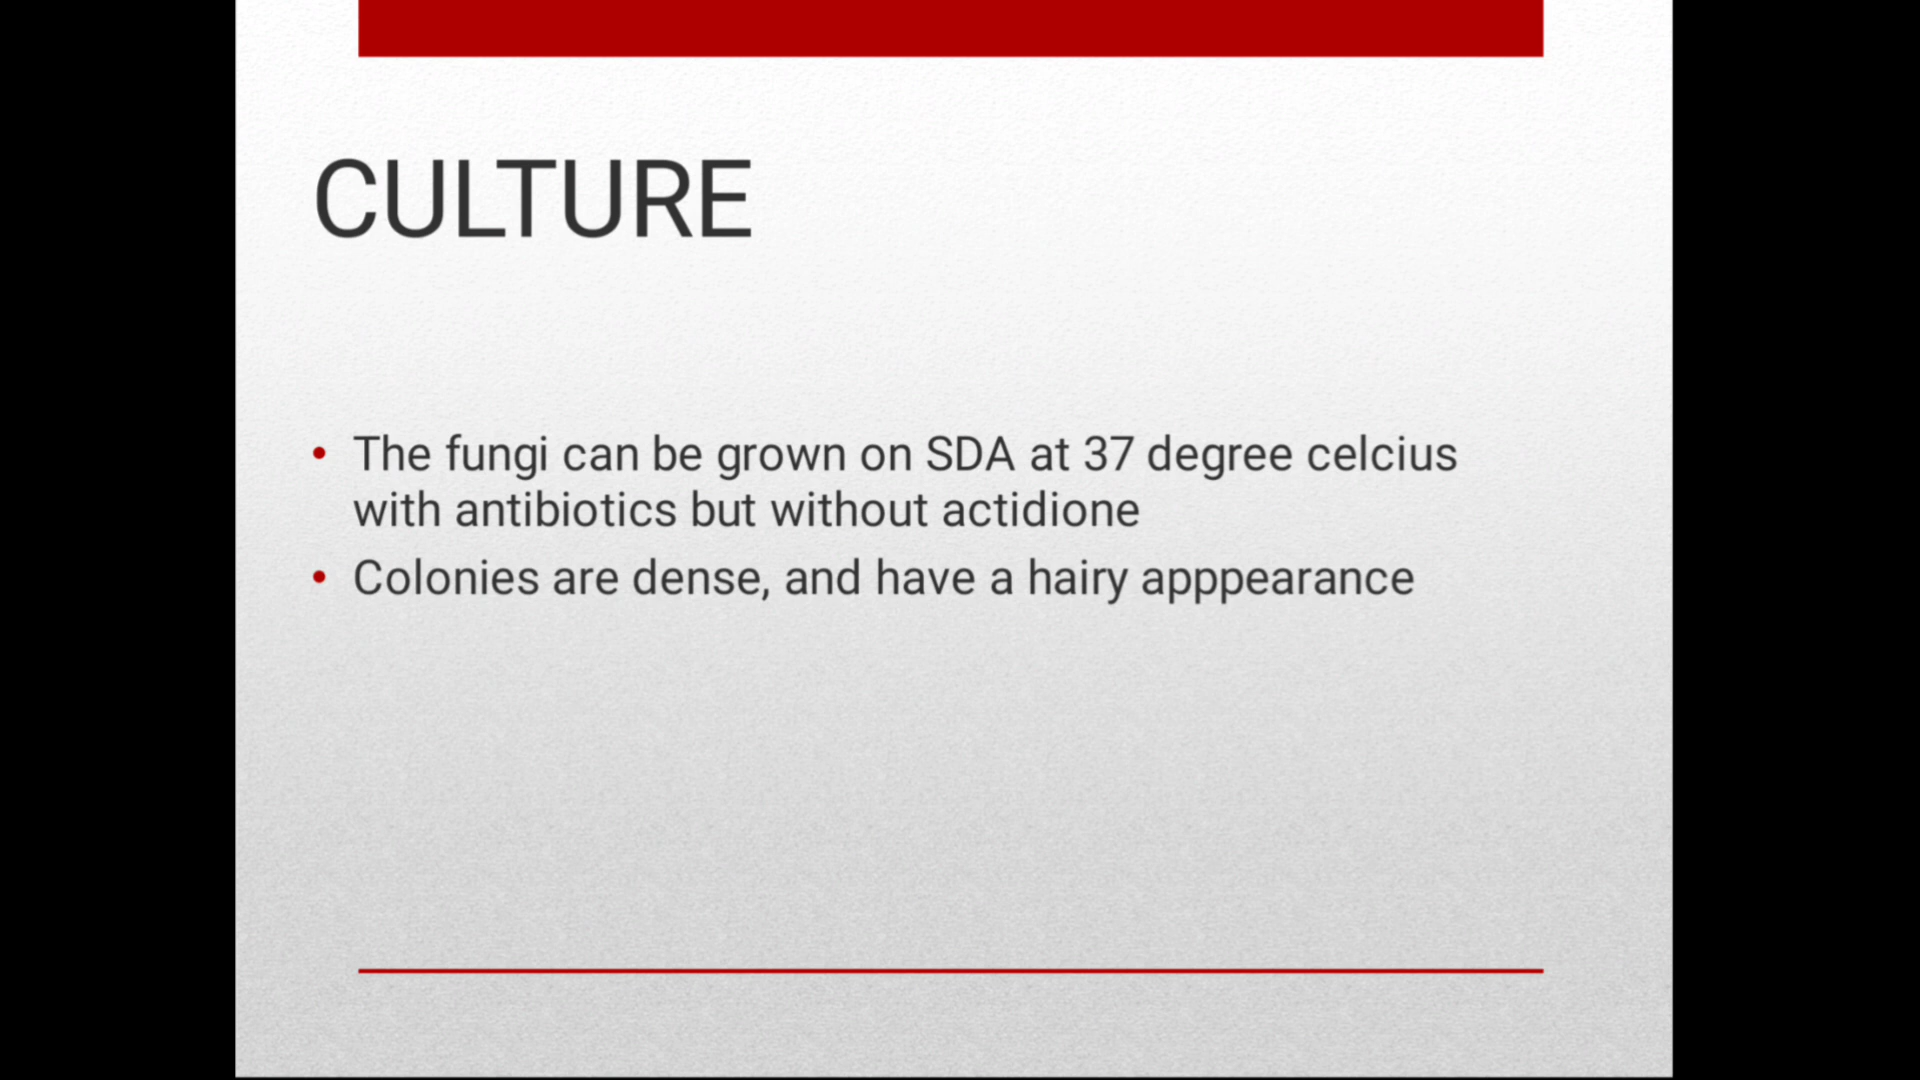 CULTURE
• The fungi can be grown on SDA at 37 degree celcius
with antibiotics but without actidione
• Colonies are dense, and have a hairy apppearance